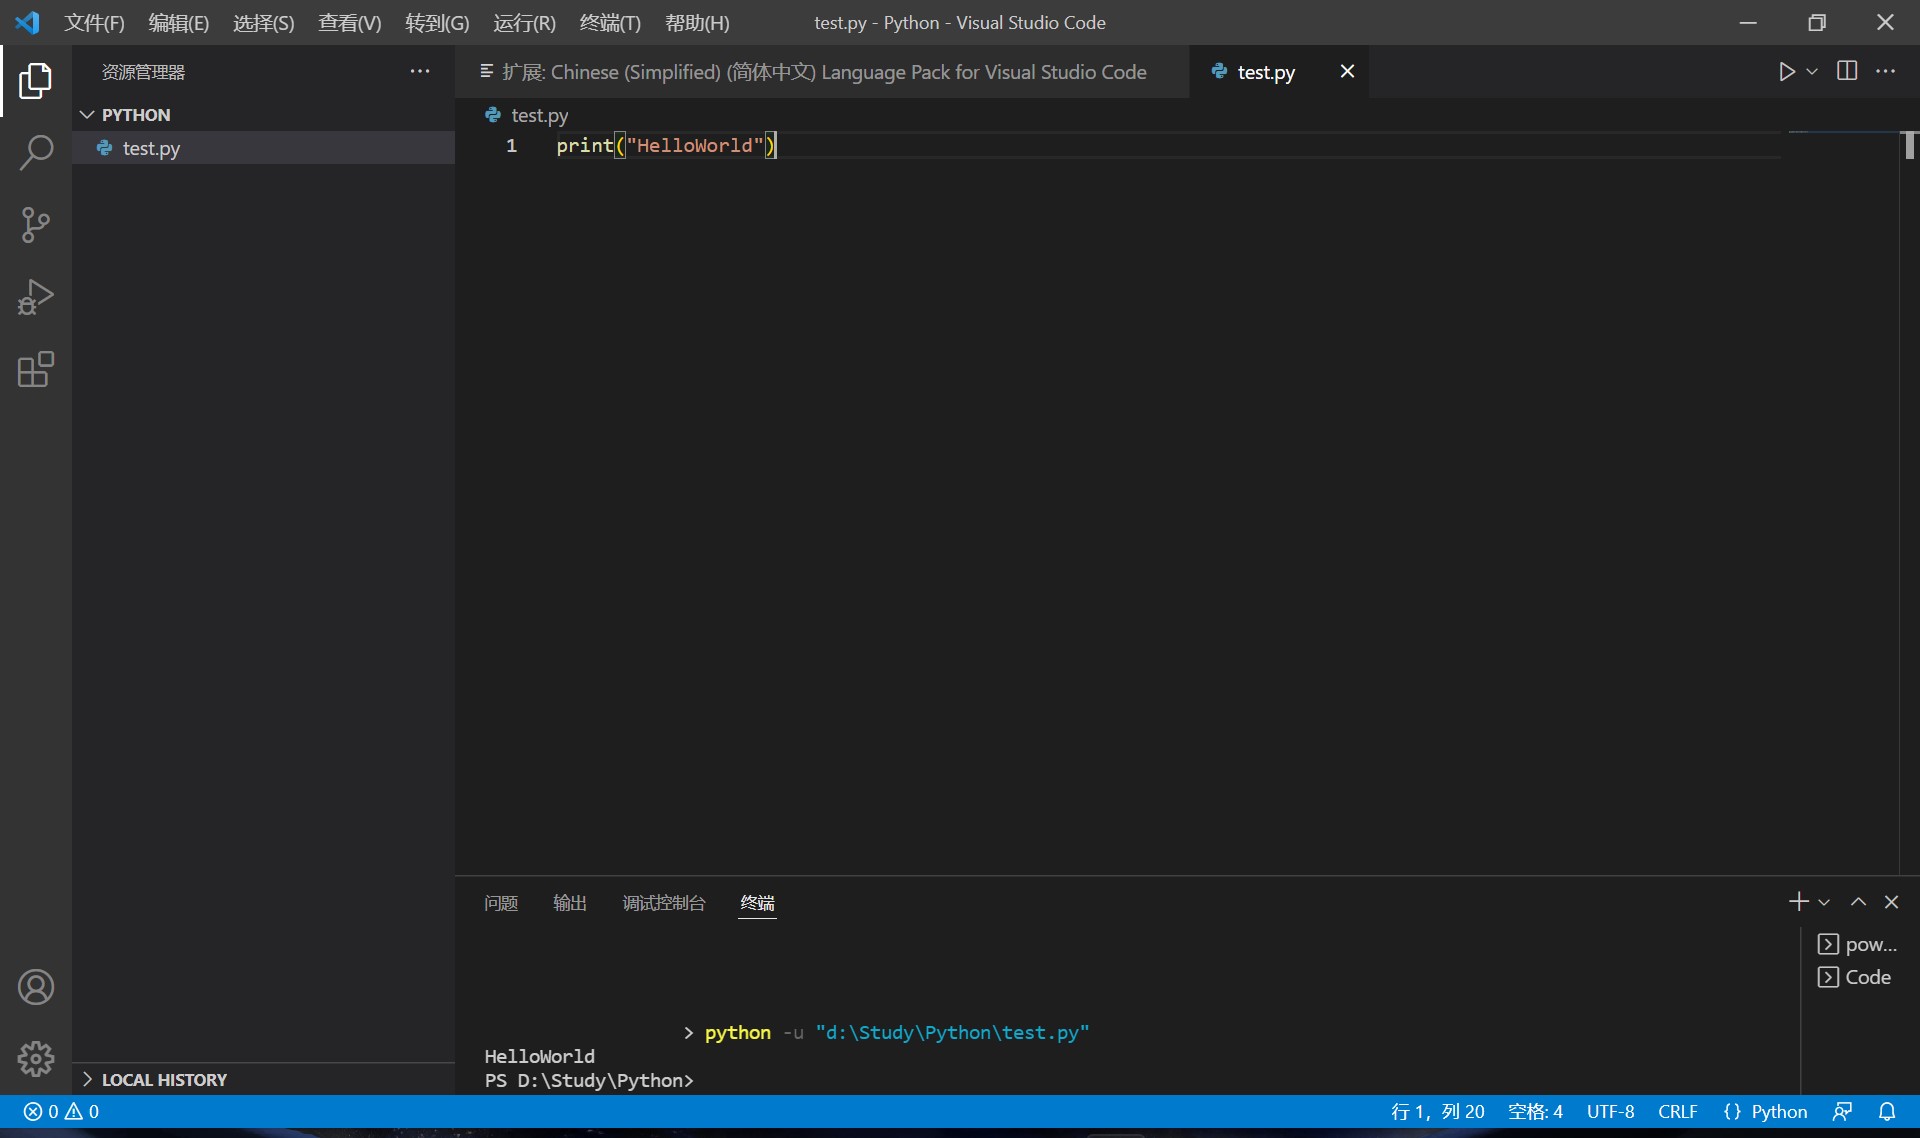 文件(F) 编辑(E) 选择(S) 查看(V) 转到(G) 运行(R) 终端(T) 帮助(H) test.py - Python - Visual Studio Code
资源管理器
PYTHON
test.py
LOCAL HISTORY
扩展: Chinese (Simplified) (简体中文) Language Pack for Visual Studio Code test.py
test.py
1 print("HelloWorld")
问题 输出 调试控制台 终端
> python -u "d:\Study\Python\test.py"
HelloWorld
PS D:\Study\Python>
pow...
Code
0 0 行 1，列 20 空格: 4 UTF-8 CRLF {} Python